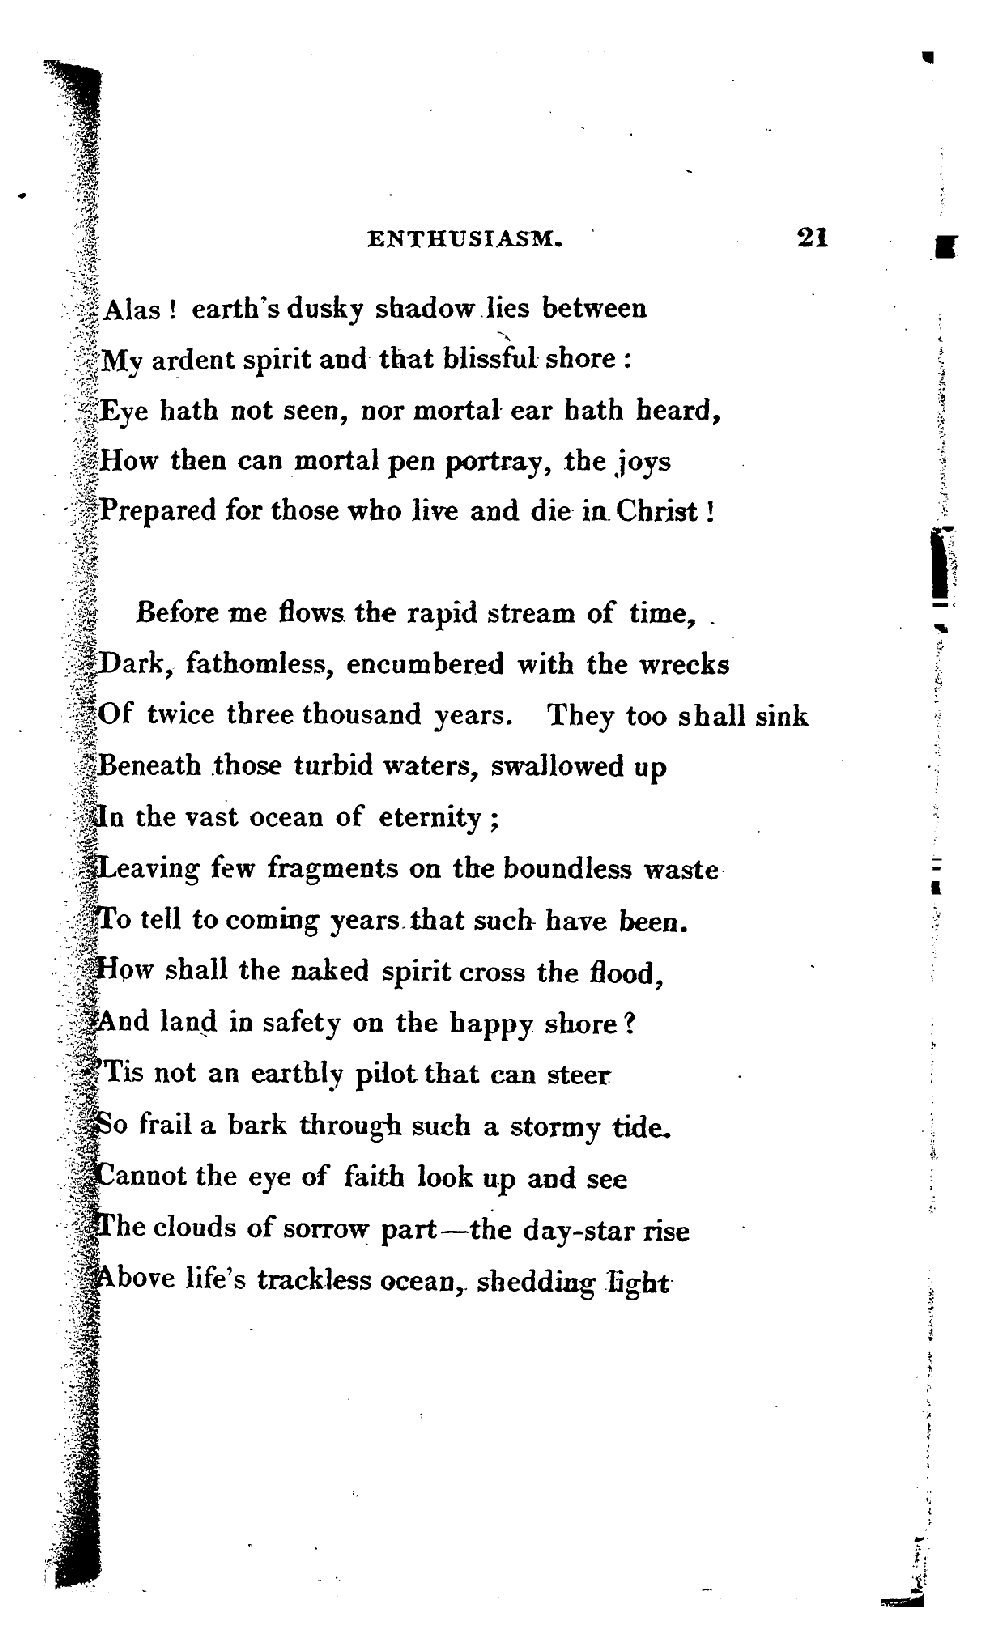 ENTHUSIASM. 21
Alas ! earth's dusky shadow lies between
My ardent spirit and that blissful shore :
Eye hath not seen, nor mortal ear hath heard,
How then can mortal pen portray, the joys
Prepared for those who live and die in Christ !
Before me flows the rapid stream of time,
Dark, fathomless, encumbered with the wrecks
Of twice three thousand years. They too shall sink
Beneath those turbid waters, swallowed up
In the vast ocean of eternity ;
Leaving few fragments on the boundless waste
To tell to coming years that such have been.
How shall the naked spirit cross the flood,
And land in safety on the happy shore ?
'Tis not an earthly pilot that can steer
So frail a bark through such a stormy tide.
Cannot the eye of faith look up and see
The clouds of sorrow part—the day-star rise
Above life's trackless ocean, shedding light